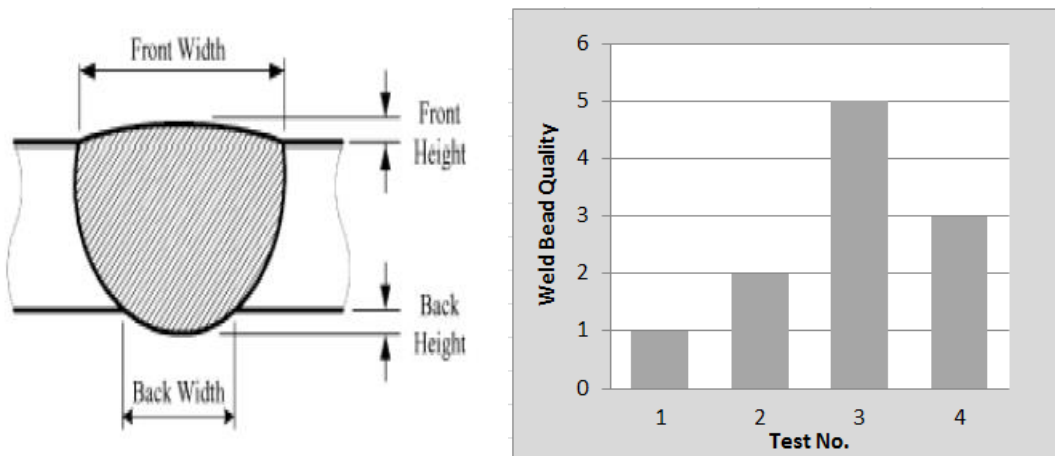 Front Width
Front
Height
Back
Height
Back Width
6
5
4
3
2
1
0
Weld Bead Quality
1 2 3 4
Test No.